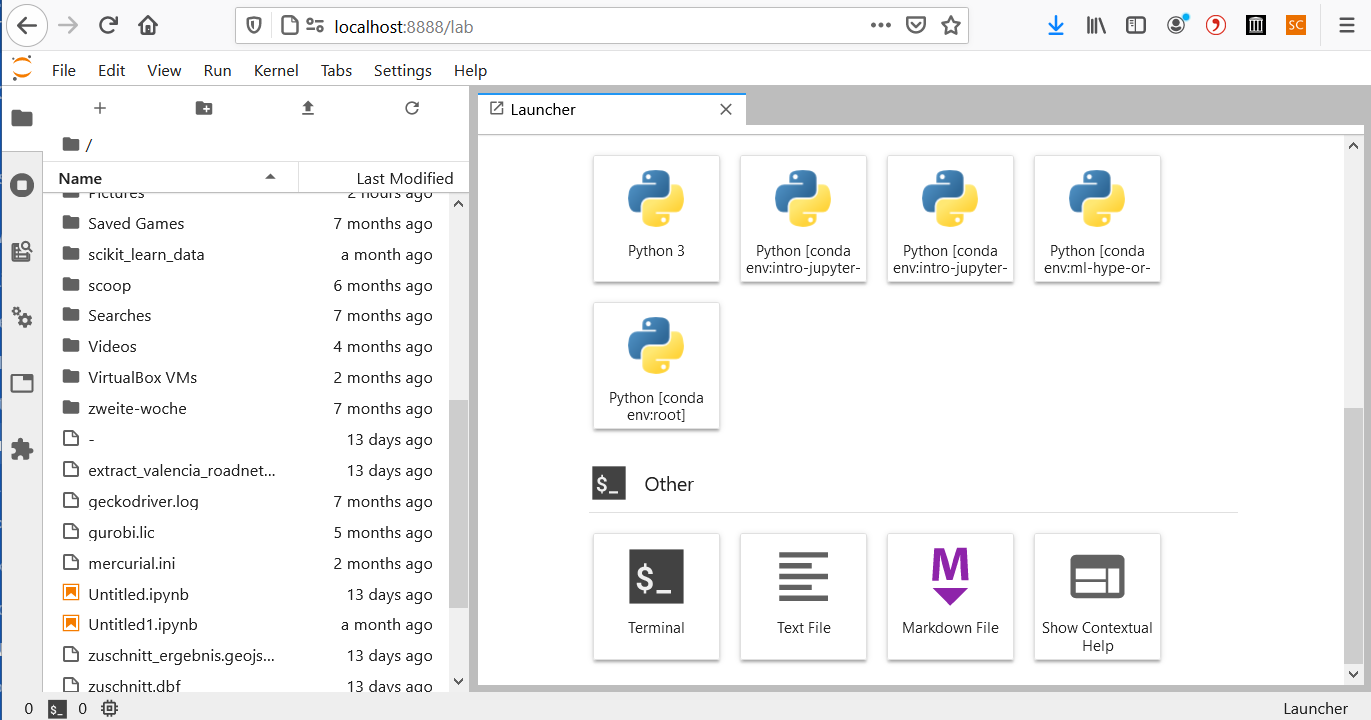 localhost:8888/lab
SC
File Edit View Run Kernel Tabs Settings Help
Launcher
/
Name Last Modified
Pictures 2 hours ago
Saved Games 7 months ago
scikit_learn_data a month ago
scoop 6 months ago
Searches 7 months ago
Videos 4 months ago
VirtualBox VMs 2 months ago
zweite-woche 7 months ago
- 13 days ago
extract_valencia_roadnet... 13 days ago
geckodriver.log 7 months ago
gurobi.lic 5 months ago
mercurial.ini 2 months ago
Untitled.ipynb 13 days ago
Untitled1.ipynb a month ago
zuschnitt_ergebnis.geojs... 13 days ago
zuschnitt.dbf 13 days ago
Python 3
Python [conda
env:intro-jupyter-
Python [conda
env:intro-jupyter-
Python [conda
env:ml-hype-or-
Python [conda
env:root]
$_ Other
$_
Terminal
Text File
M
Markdown File
Show Contextual
Help
0 $_ 0 Launcher